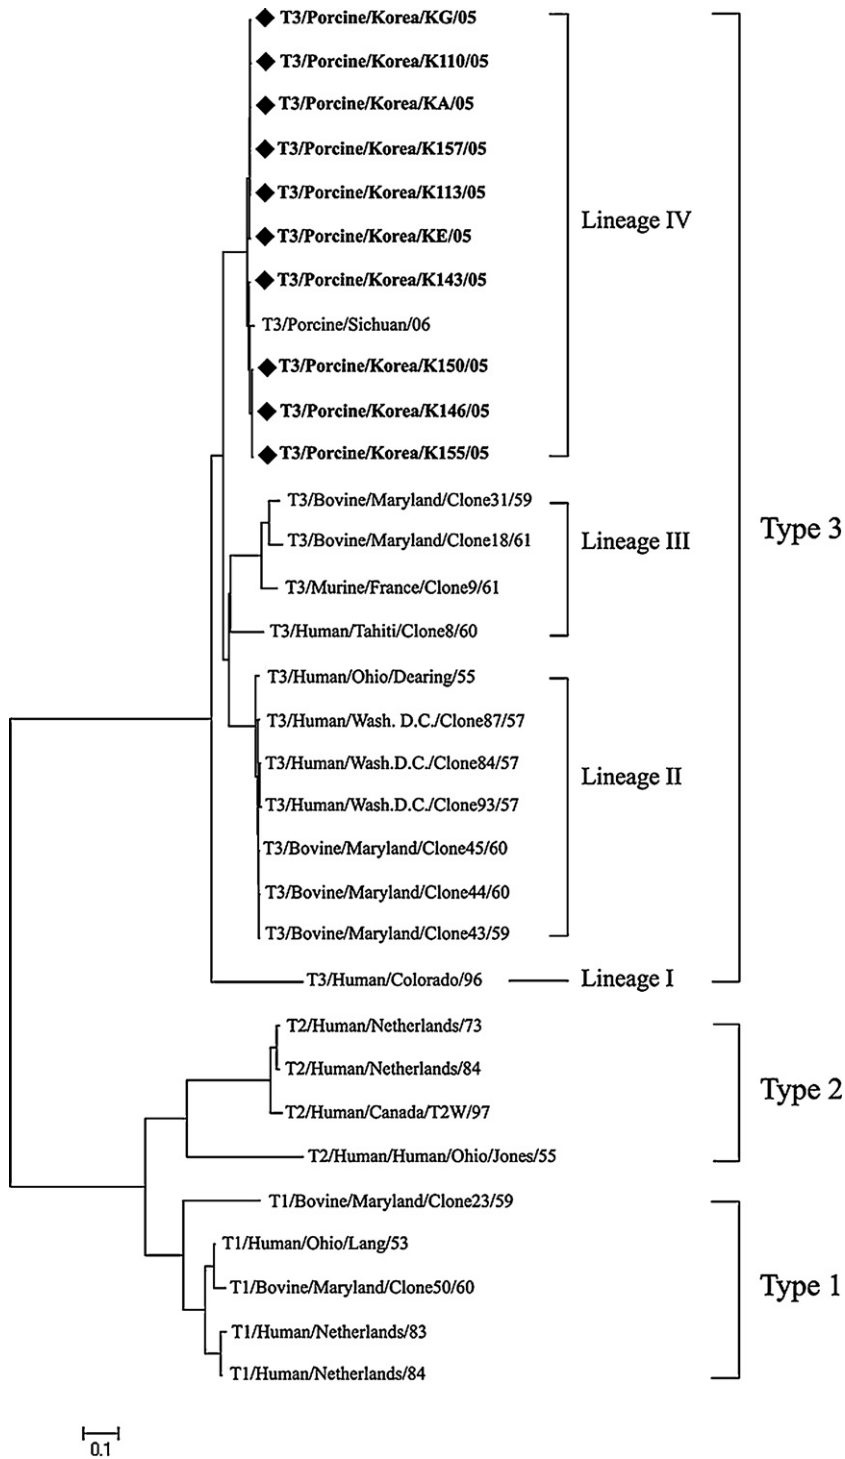 T3/Porcine/Korea/KG/05
T3/Porcine/Korea/K110/05
T3/Porcine/Korea/KA/05
T3/Porcine/Korea/K157/05
T3/Porcine/Korea/K113/05
Lineage IV
T3/Porcine/Korea/KE/05
T3/Porcine/Korea/K143/05
T3/Porcine/Sichuan/06
T3/Porcine/Korea/K150/05
T3/Porcine/Korea/K146/05
T3/Porcine/Korea/K155/05
T3/Bovine/Maryland/Clone31/59
Type 3
T3/Bovine/Maryland/Clone18/61
Lineage III
T3/Murine/France/Clone9/61
T3/Human/Tahiti/Clone8/60
T3/Human/Ohio/Dearing/55
T3/Human/Wash. D.C./Clone87/57
T3/Human/Wash.D.C./Clone84/57
Lineage II
T3/Human/Wash.D.C./Clone93/57
T3/Bovine/Maryland/Clone45/60
T3/Bovine/Maryland/Clone44/60
T3/Bovine/Maryland/Clone43/59
T3/Human/Colorado/96
Lineage I
T2/Human/Netherlands/73
T2/Human/Netherlands/84
Type 2
T2/Human/Canada/T2W/97
T2/Human/Human/Ohio/Jones/55
T1/Bovine/Maryland/Clone23/59
T1/Human/Ohio/Lang/53
T1/Bovine/Maryland/Clone50/60
Type 1
T1/Human/Netherlands/83
T1/Human/Netherlands/84
0.1